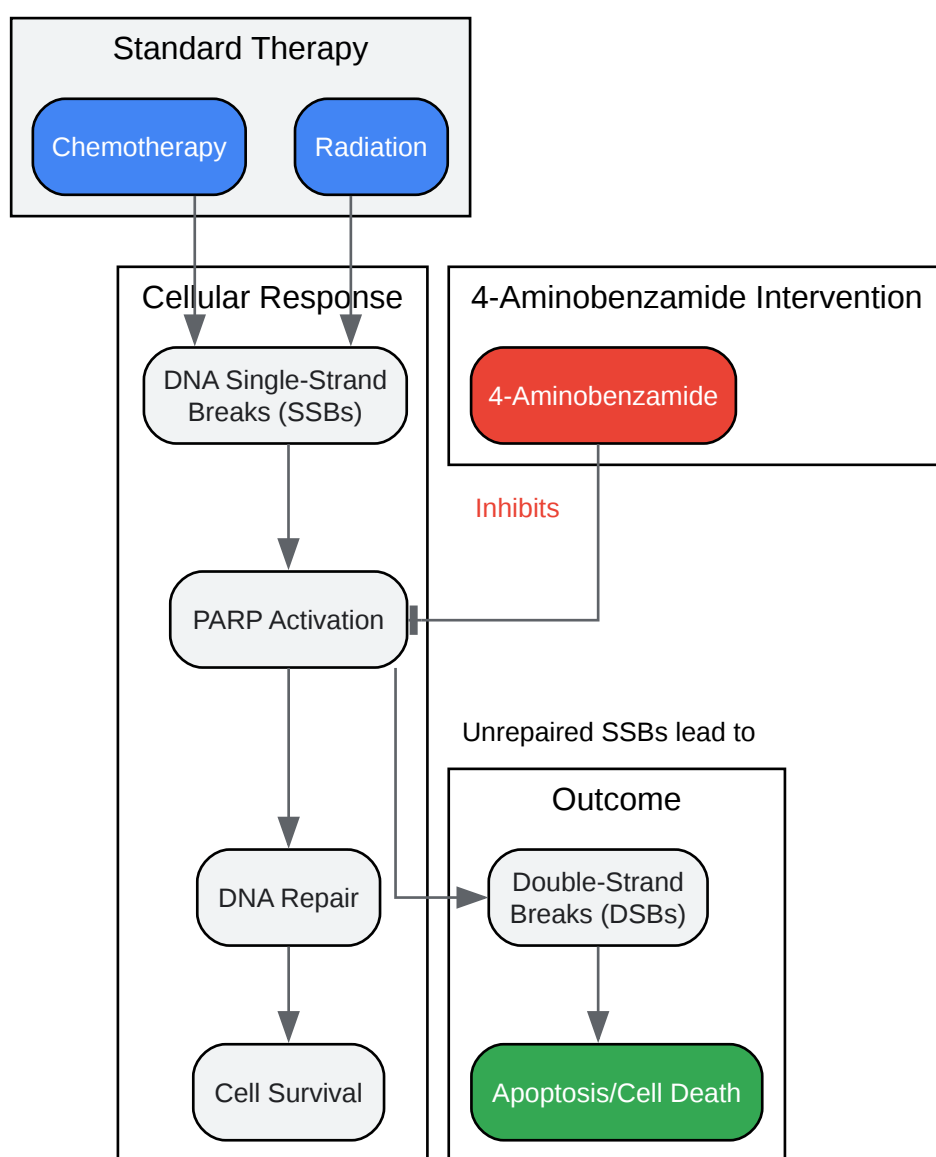 Standard Therapy
Chemotherapy
Radiation
Cellular Response
4-Aminobenzamide Intervention
DNA Single-Strand
Breaks (SSBs)
4-Aminobenzamide
Inhibits
PARP Activation
Unrepaired SSBs lead to
Outcome
DNA Repair
Double-Strand
Breaks (DSBs)
Cell Survival
Apoptosis/Cell Death